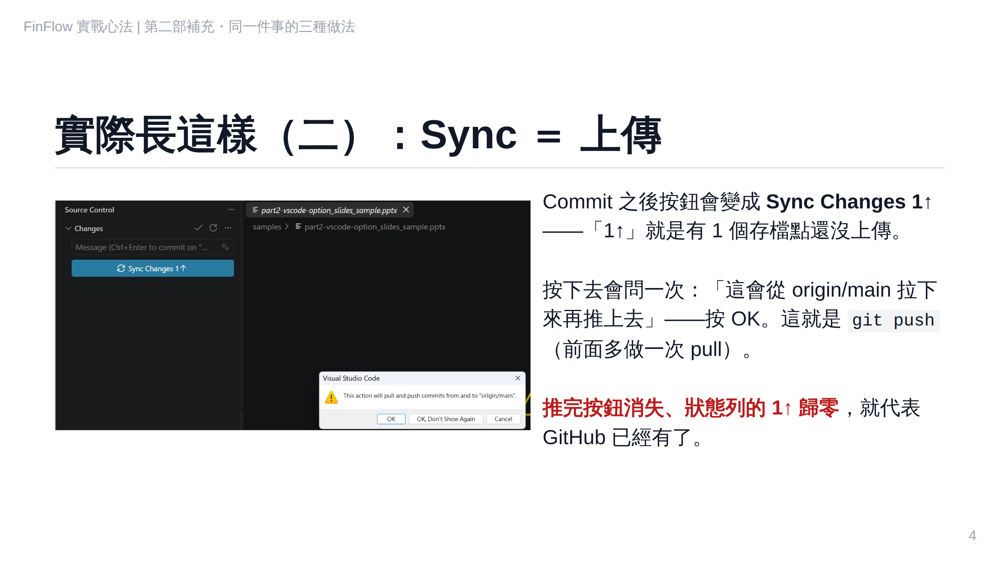 FinFlow 實戰心法 | 第二部補充・同一件事的三種做法
實際長這樣（二）：Sync ＝ 上傳
Source Control
Changes
Message (Ctrl+Enter to commit on "...
Sync Changes 1↑
part2-vscode-option_slides_sample.pptx
samples > part2-vscode-option_slides_sample.pptx
Visual Studio Code
This action will pull and push commits from and to "origin/main".
OK
OK, Don't Show Again
Cancel
Commit 之後按鈕會變成 Sync Changes 1↑
——「1↑」就是有 1 個存檔點還沒上傳。
按下去會問一次：「這會從 origin/main 拉下
來再推上去」——按 OK。這就是 git push
（前面多做一次 pull）。
推完按鈕消失、狀態列的 1↑ 歸零，就代表
GitHub 已經有了。
4